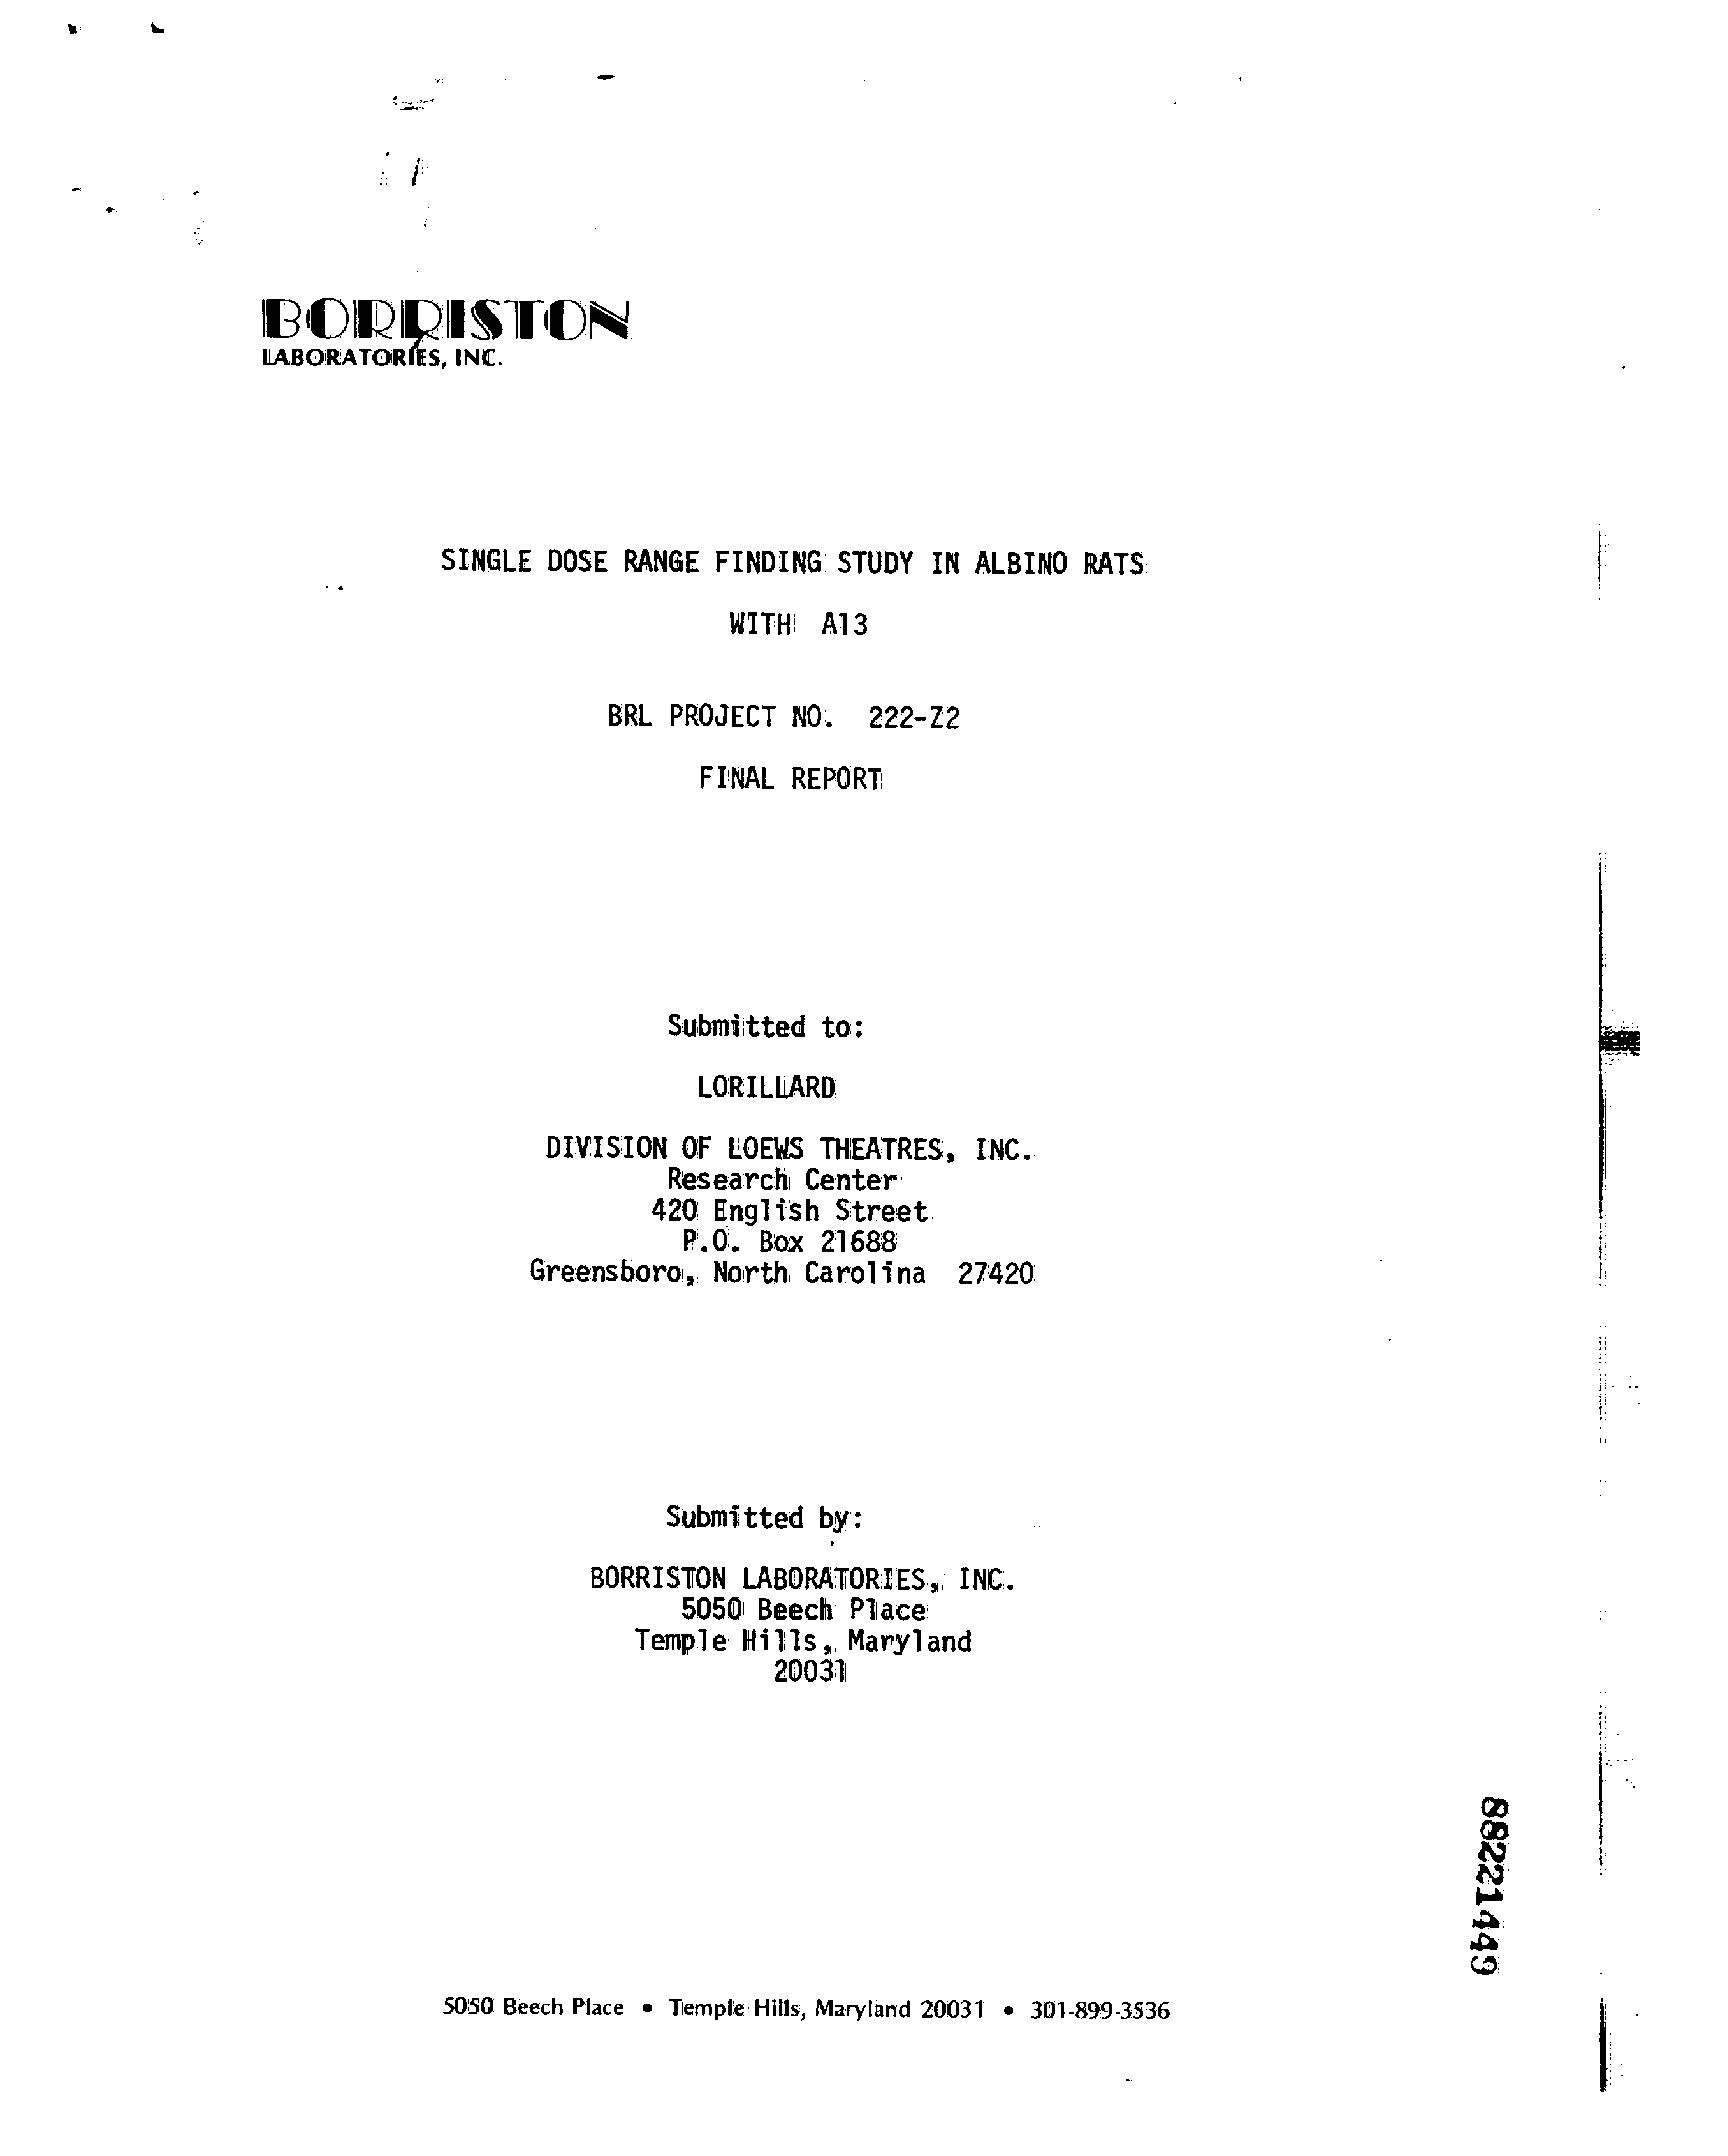 BORRISTON
LABORATORIES, INC.
SINGLE DOSE RANGE FINDING STUDY IN ALBINO RATS
WITH A13
BRL PROJECT NO. 222-Z2
FINAL REPORT
Submitted to:
LORILLARD
DIVISION OF LOEWS THEATRES, INC.
Research Center
420 English Street
P.O. Box 21688
Greensboro, North Carolina 27420
Submitted by:
BORRISTON LABORATORIES, INC.
5050 Beech Place
Temple Hills, Maryland
20031
88221449
5050 Beech Place • Temple Hills, Maryland 20031 • 301-899-3536